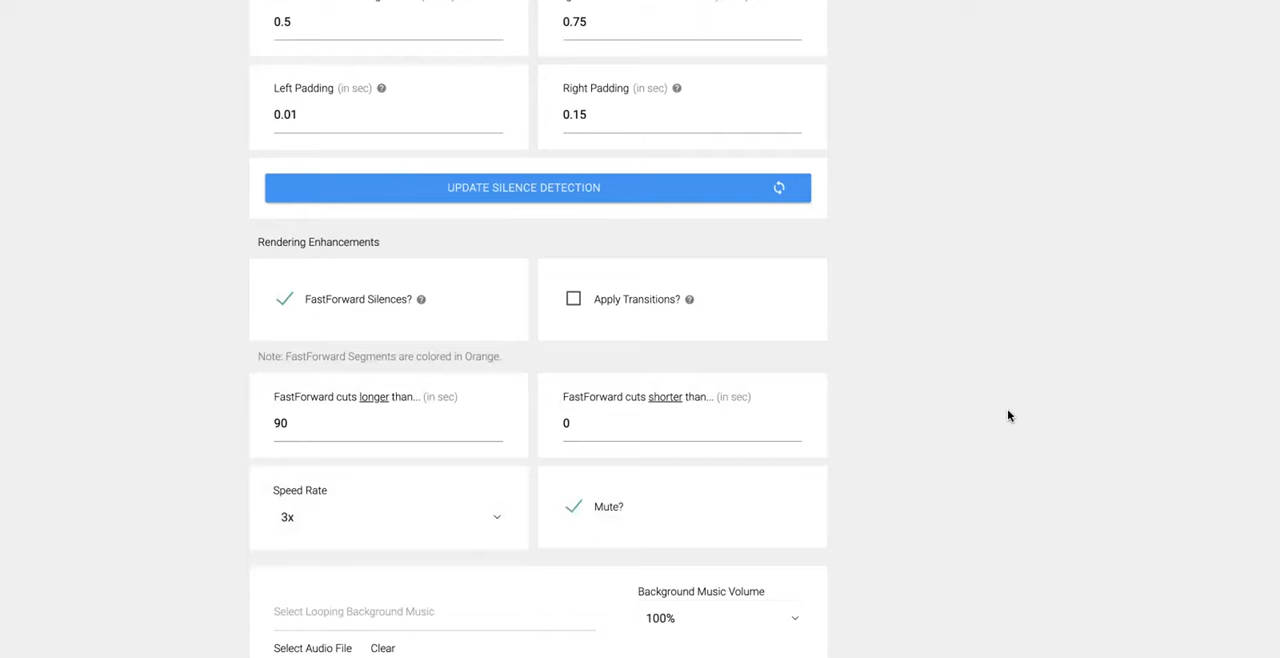 0.5
0.75
Left Padding (in sec) ?
Right Padding (in sec) ?
0.01
0.15
UPDATE SILENCE DETECTION
Rendering Enhancements
FastForward Silences? ?
Apply Transitions? ?
Note: FastForward Segments are colored in Orange.
FastForward cuts longer than... (in sec)
FastForward cuts shorter than... (in sec)
90
0
Speed Rate
3x
Mute?
Background Music Volume
Select Looping Background Music
100%
Select Audio File Clear